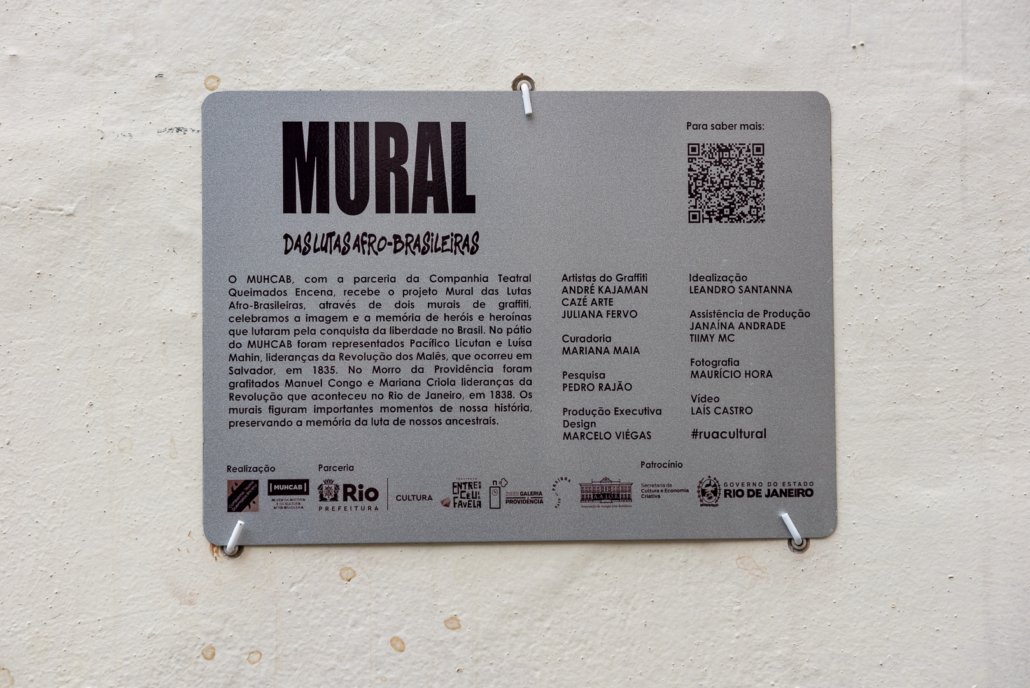 MURAL
DAS LUTAS AFRO-BRASILEIRAS
O MUHCAB, com a parceria da Companhia Teatral
Queimados Encena, recebe o projeto Mural das Lutas
Afro-Brasileiras, através de dois murais de graffiti,
celebramos a imagem e a memória de heróis e heroínas
que lutaram pela conquista da liberdade no Brasil. No pátio
do MUHCAB foram representados Pacífico Licutan e Luísa
Mahin, lideranças da Revolução dos Malês, que ocorreu em
Salvador, em 1835. No Morro da Providência foram
grafitados Manuel Congo e Mariana Criola lideranças da
Revolução que aconteceu no Rio de Janeiro, em 1838. Os
murais figuram importantes momentos de nossa história,
preservando a memória da luta de nossos ancestrais.
Artistas do Graffiti
ANDRÉ KAJAMAN
CAZÉ ARTE
JULIANA FERVO
Curadoria
MARIANA MAIA
Pesquisa
PEDRO RAJÃO
Produção Executiva
Design
MARCELO VIÉGAS
Para saber mais:
Idealização
LEANDRO SANTANNA
Assistência de Produção
JANAÍNA ANDRADE
TIIMY MC
Fotografia
MAURÍCIO HORA
Vídeo
LAÍS CASTRO
#ruacultural
Realização
MUHCAB
Parceria
Rio
PREFEITURA
CULTURA
ENTRE O
CEU E A
FAVELA
GALERIA
PROVIDÊNCIA
Patrocínio
Secretaria de
Cultura e Economia
Criativa
GOVERNO DO ESTADO
RIO DE JANEIRO